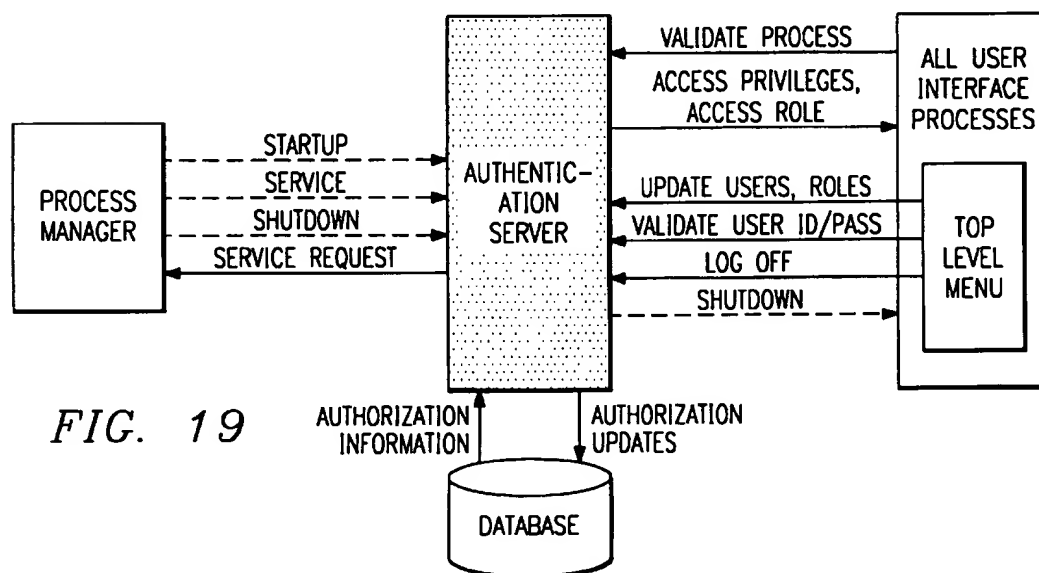 VALIDATE PROCESS
ACCESS PRIVILEGES,
ACCESS ROLE
ALL USER
INTERFACE
PROCESSES
STARTUP
SERVICE
SHUTDOWN
SERVICE REQUEST
PROCESS
MANAGER
AUTHENTIC-
ATION
SERVER
UPDATE USERS, ROLES
VALIDATE USER ID/PASS
LOG OFF
SHUTDOWN
TOP
LEVEL
MENU
FIG. 19
AUTHORIZATION
INFORMATION
AUTHORIZATION
UPDATES
DATABASE